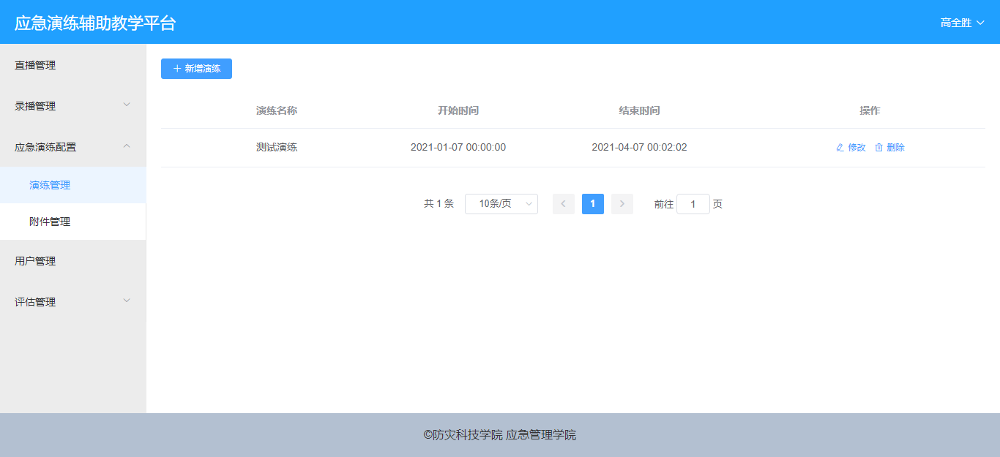 应急演练辅助教学平台
高全胜
直播管理
录播管理
应急演练配置
演练管理
附件管理
用户管理
评估管理
新增演练
演练名称 开始时间 结束时间 操作
测试演练 2021-01-07 00:00:00 2021-04-07 00:02:02 修改 删除
共 1 条 10条/页 1 前往 1 页
©防灾科技学院 应急管理学院